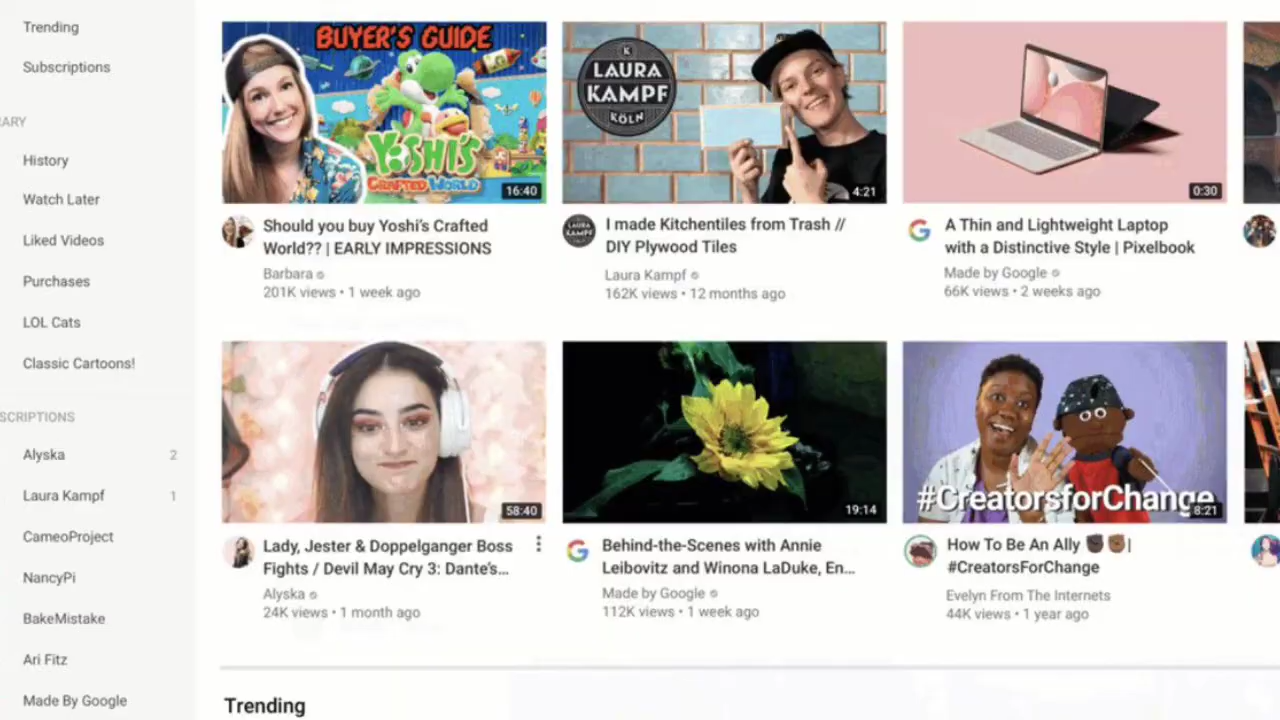 Trending
Subscriptions
ARY
History
Watch Later
Liked Videos
Purchases
LOL Cats
Classic Cartoons!
SCRIPTIONS
Alyska 2
Laura Kampf 1
CameoProject
NancyPi
BakeMistake
Ari Fitz
Made By Google
BUYER'S GUIDE
YOSHI'S
CRAFTED WORLD
16:40
Should you buy Yoshi's Crafted
World?? | EARLY IMPRESSIONS
Barbara
201K views • 1 week ago
K
LAURA
KAMPF
KÖLN
4:21
LAURA
KAMPF
I made Kitchentiles from Trash //
DIY Plywood Tiles
Laura Kampf
162K views • 12 months ago
0:30
G
A Thin and Lightweight Laptop
with a Distinctive Style | Pixelbook
Made by Google
66K views • 2 weeks ago
58:40
Lady, Jester & Doppelganger Boss
Fights / Devil May Cry 3: Dante's...
Alyska
24K views • 1 month ago
19:14
G
Behind-the-Scenes with Annie
Leibovitz and Winona LaDuke, En...
Made by Google
112K views • 1 week ago
#CreatorsforChange
8:21
How To Be An Ally ✊🏿✊🏾 |
#CreatorsForChange
Evelyn From The Internets
44K views • 1 year ago
Trending